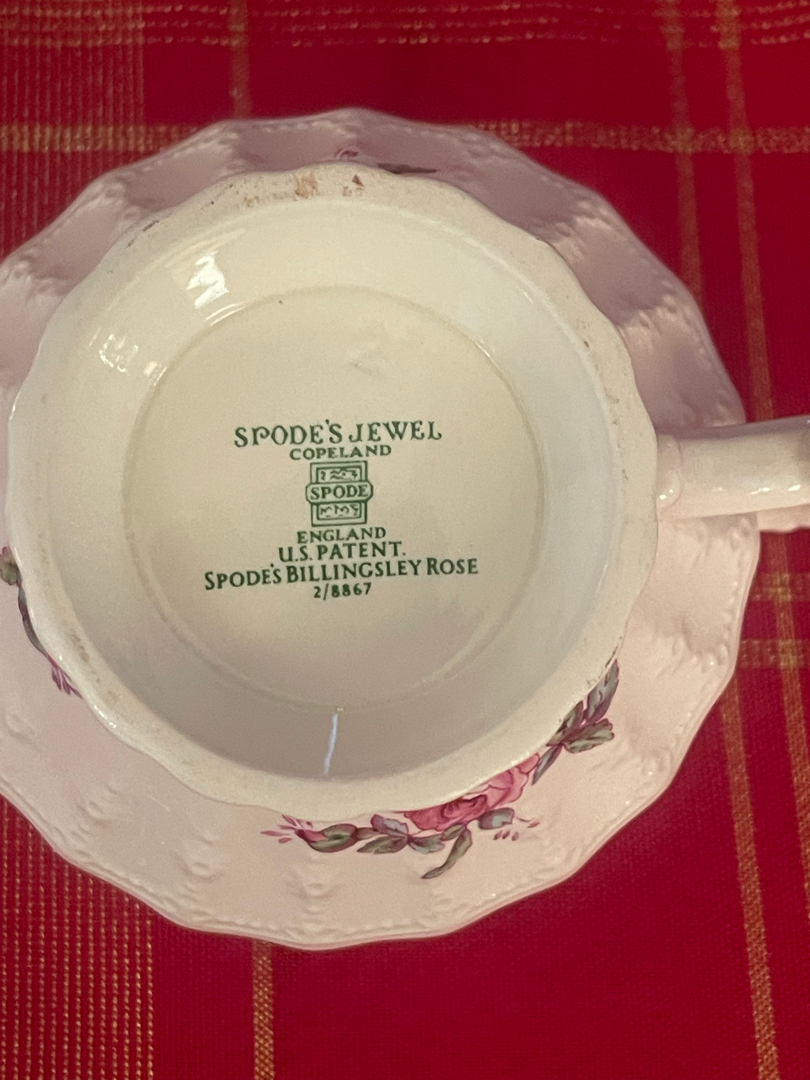 SPODE'S JEWEL
COPELAND
SPODE
ENGLAND
U.S. PATENT.
SPODE'S BILLINGSLEY ROSE
2/8867